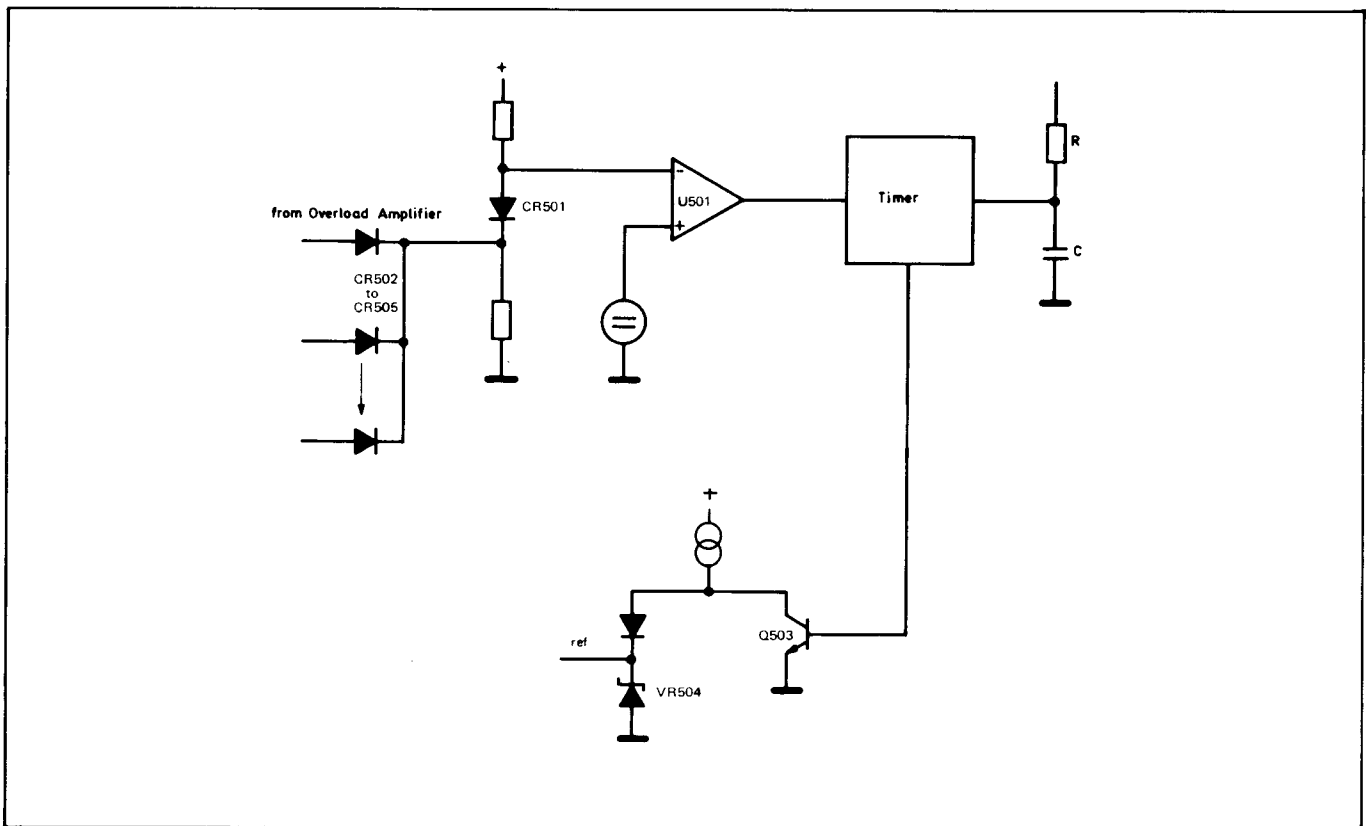 +
R
-
U501
+
Timer
CR501
from Overload Amplifier
C
CR502
to
CR505
+
Q503
ref
VR504